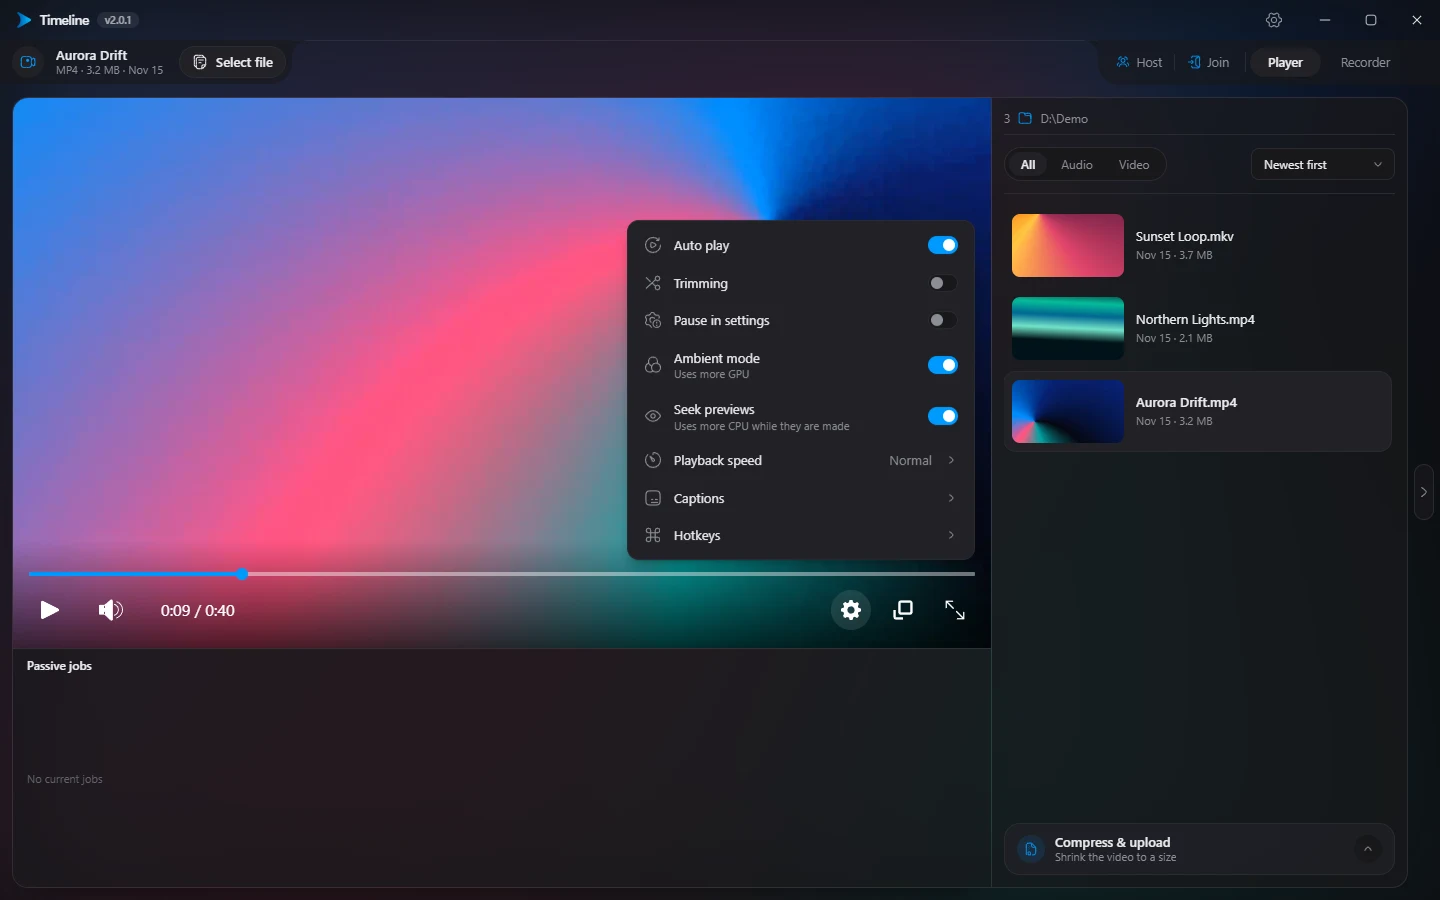 Timeline v2.0.1
Aurora Drift
MP4 · 3.2 MB · Nov 15
Select file
Host
Join
Player
Recorder
3 D:\Demo
All
Audio
Video
Newest first
Sunset Loop.mkv
Nov 15 · 3.7 MB
Northern Lights.mp4
Nov 15 · 2.1 MB
Aurora Drift.mp4
Nov 15 · 3.2 MB
Auto play
Trimming
Pause in settings
Ambient mode
Uses more GPU
Seek previews
Uses more CPU while they are made
Playback speed Normal
Captions
Hotkeys
0:09 / 0:40
Passive jobs
No current jobs
Compress & upload
Shrink the video to a size